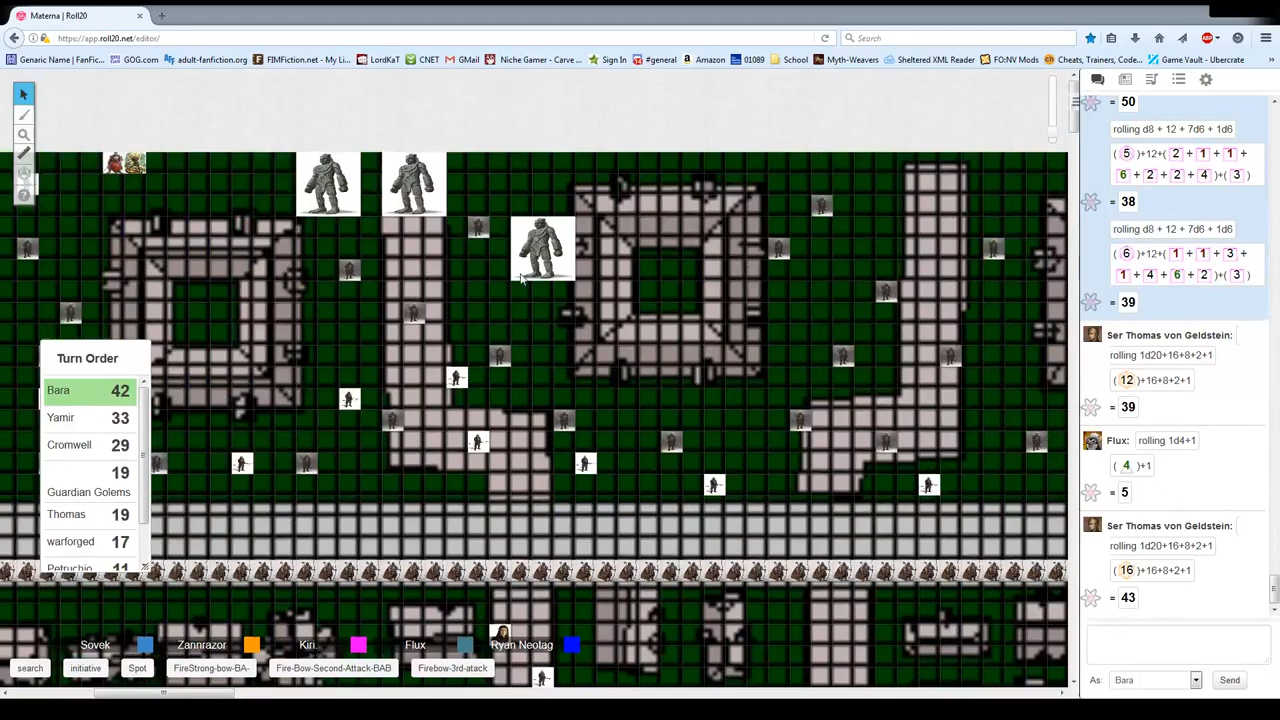 Materna | Roll20
https://app.roll20.net/editor/
Search
Generic Name | FanFic...
GOG.com
adult-fanfiction.org
FIMFiction.net - My Li...
LordKaT
CNET
GMail
Niche Gamer - Carve ...
Sign In
#general
Amazon
01089
School
Myth-Weavers
Sheltered XML Reader
FO:NV Mods
Cheats, Trainers, Code...
Game Vault - Ubercrate
= 50
rolling d8 + 12 + 7d6 + 1d6
( 5 )+12+( 2 + 1 + 1 +
6 + 2 + 2 + 4 )+( 3 )
= 38
rolling d8 + 12 + 7d6 + 1d6
( 6 )+12+( 1 + 1 + 3 +
1 + 4 + 6 + 2 )+( 3 )
= 39
Ser Thomas von Geldstein:
rolling 1d20+16+8+2+1
( 12 )+16+8+2+1
= 39
Flux: rolling 1d4+1
( 4 )+1
= 5
Ser Thomas von Geldstein:
rolling 1d20+16+8+2+1
( 16 )+16+8+2+1
= 43
As: Bara
Send
Turn Order
Bara 42
Yamir 33
Cromwell 29
19
Guardian Golems
Thomas 19
warforged 17
Petruchio 11
Sovek
Zannrazor
Kiri.
Flux
Ryan Neotag
search
initiative
Spot
FireStrong-bow-BA-
Fire-Bow-Second-Attack-BAB
Firebow-3rd-atack